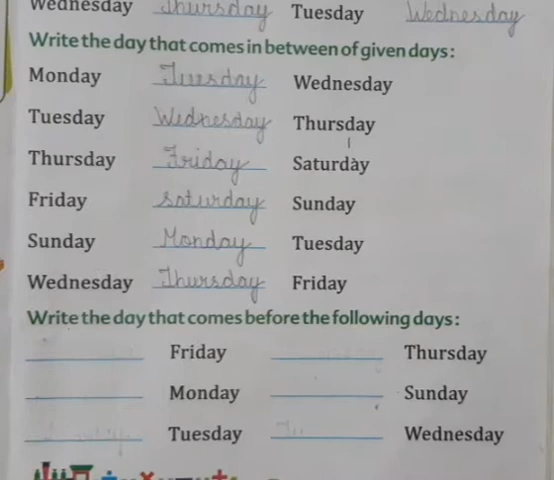 Wednesday Thursday Tuesday Wednesday
Write the day that comes in between of given days:
Monday Tuesday Wednesday
Tuesday Wednesday Thursday
Thursday Friday Saturday
Friday saturday Sunday
Sunday Monday Tuesday
Wednesday Thursday Friday
Write the day that comes before the following days:
Friday Thursday
Monday Sunday
Tuesday Wednesday